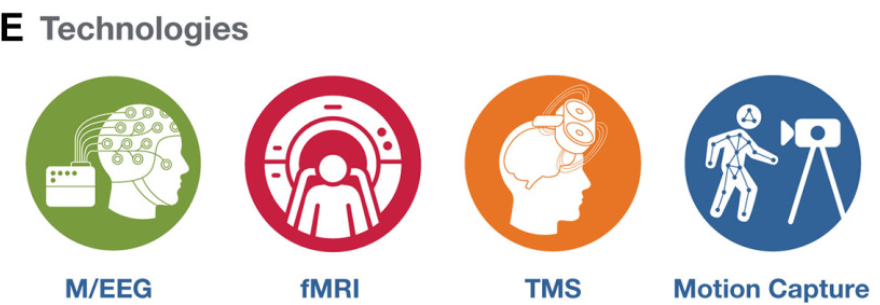 E Technologies
M/EEG fMRI TMS Motion Capture